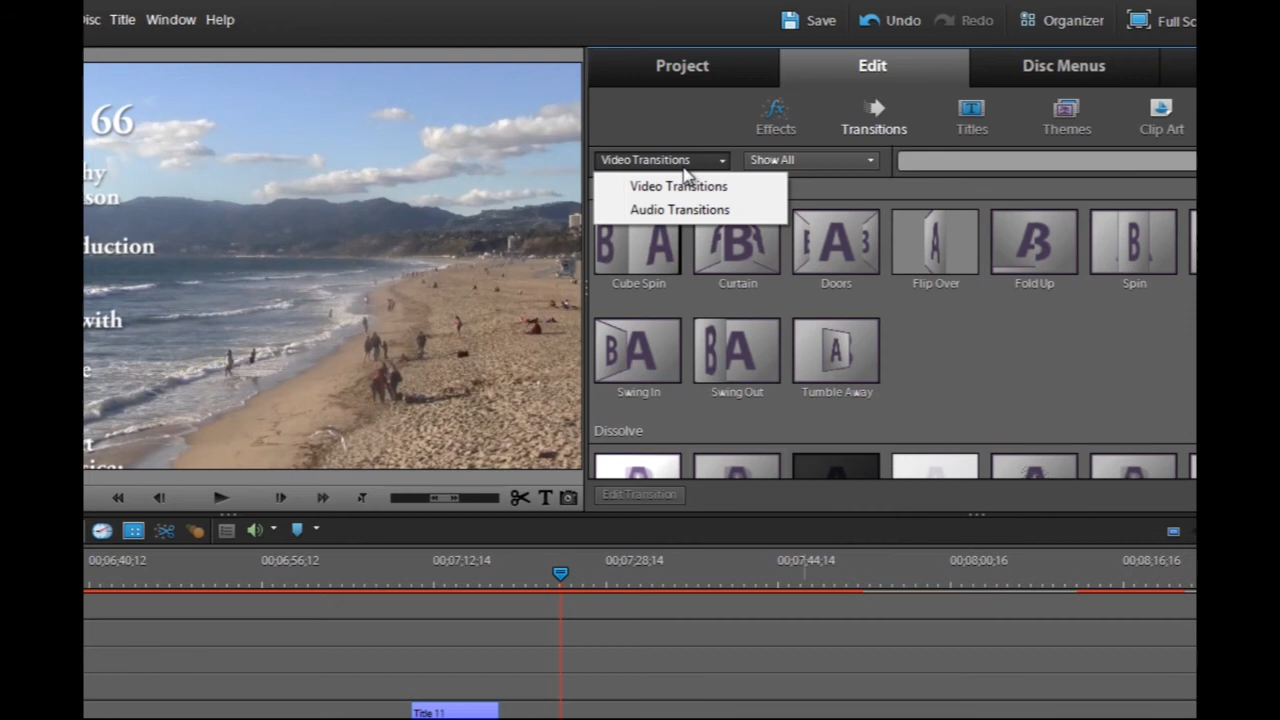 isc Title Window Help
Save Undo Redo Organizer Full Sc
Project Edit Disc Menus
Effects Transitions Titles Themes Clip Art
Video Transitions Show All
Video Transitions
Audio Transitions
B A B A A B A B B
Cube Spin Curtain Doors Flip Over Fold Up Spin
B A B A A
Swing In Swing Out Tumble Away
Dissolve
Edit Transition
66
hy
son
duction
with
e
t
sic:
T
00;06;40;12 00;06;56;12 00;07;12;14 00;07;28;14 00;07;44;14 00;08;00;16 00;08;16;16
Title 11